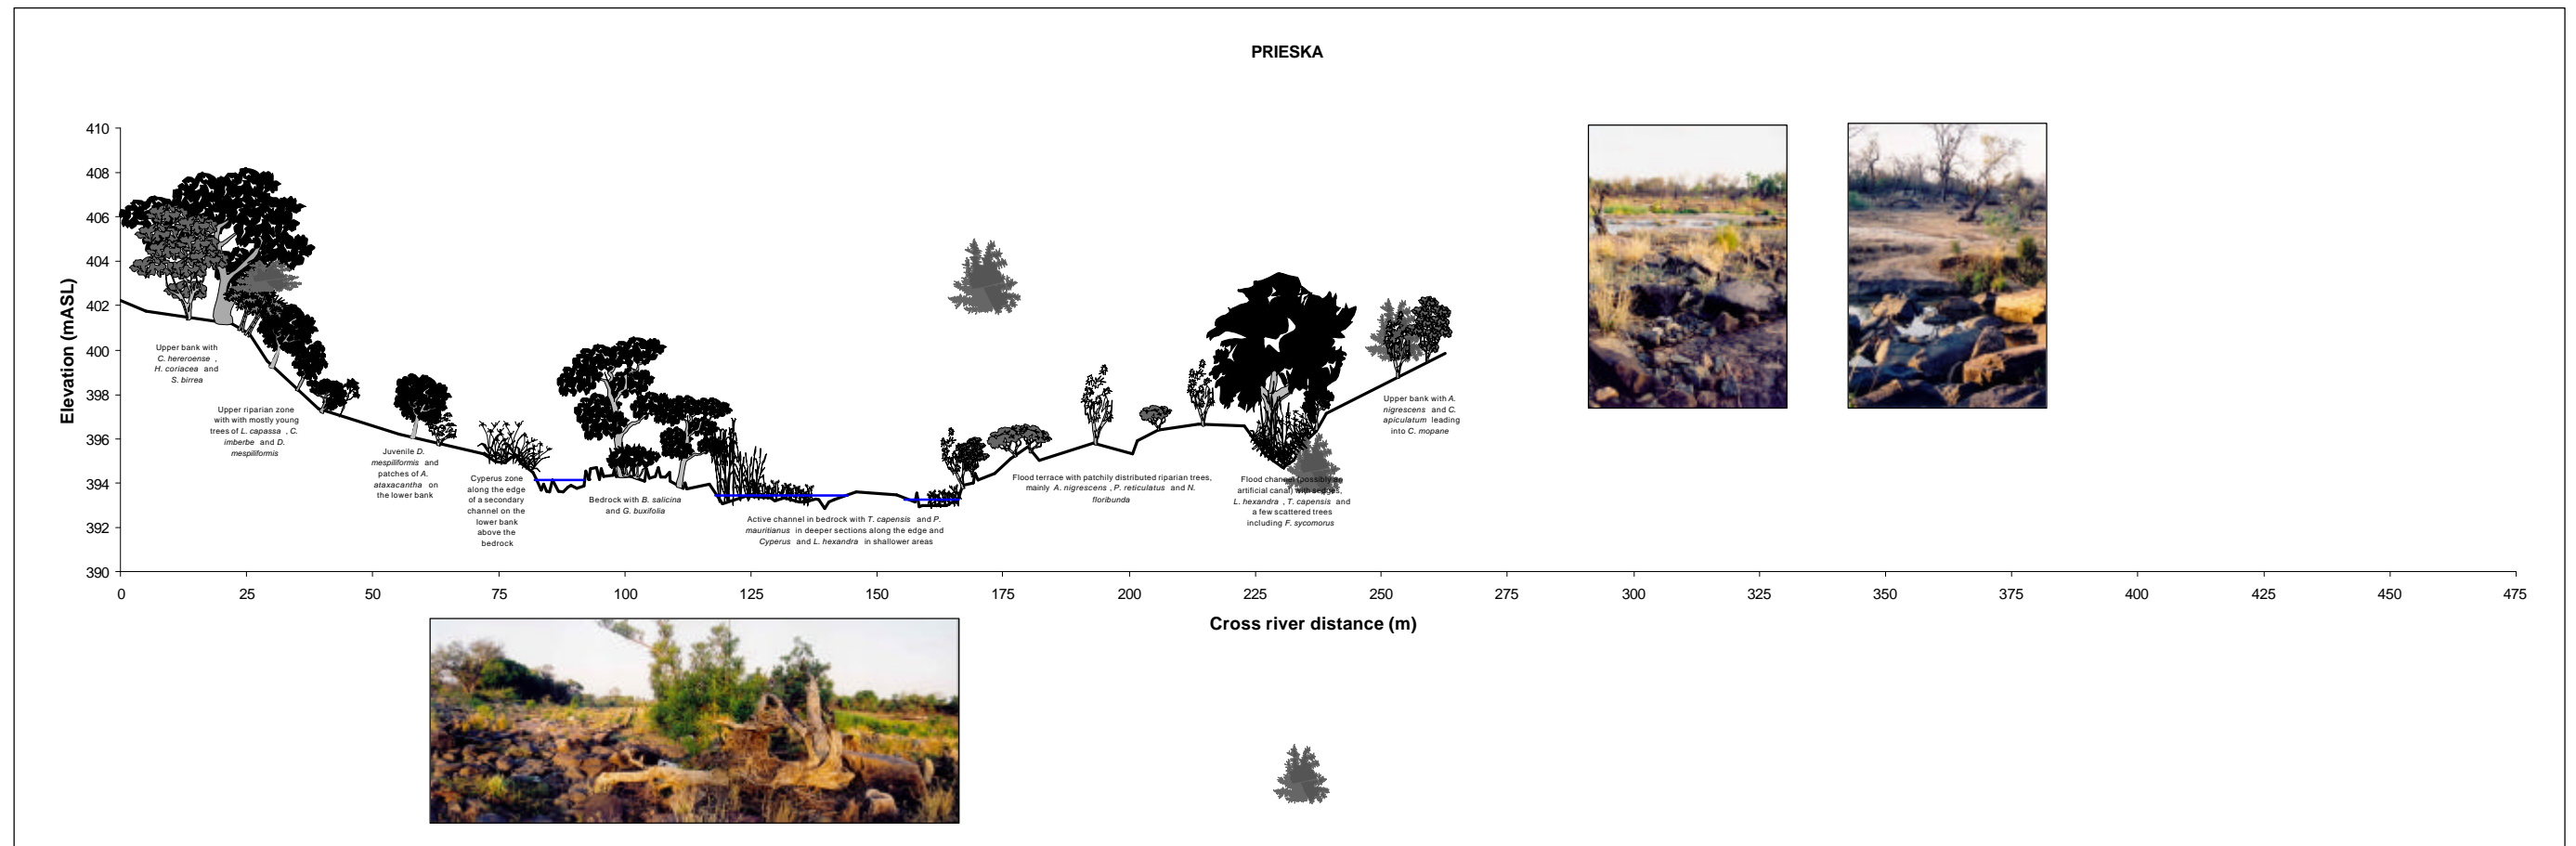 PRIESKA
410
408
406
404
402
400
398
396
394
392
390
Elevation (mASL)
Upper bank with
C. hereroense ,
H. coriacea and
S. birrea
Upper riparian zone
with with mostly young
trees of L. capassa , C.
imberbe and D.
mespiliformis
Juvenile D.
mespiliformis and
patches of A.
ataxacantha on
the lower bank
Cyperus zone
along the edge
of a secondary
channel on the
lower bank
above the
bedrock
Bedrock with B. salicina
and G. buxifolia
Active channel in bedrock with T. capensis and P.
mauritianus in deeper sections along the edge and
Cyperus and L. hexandra in shallower areas
Flood terrace with patchily distributed riparian trees,
mainly A. nigrescens , P. reticulatus and N.
floribunda
Flood channel (possibly an
artificial canal) with sedges,
L. hexandra , T. capensis and
a few scattered trees
including F. sycomorus
Upper bank with A.
nigrescens and C.
apiculatum leading
into C. mopane
0 25 50 75 100 125 150 175 200 225 250 275 300 325 350 375 400 425 450 475
Cross river distance (m)